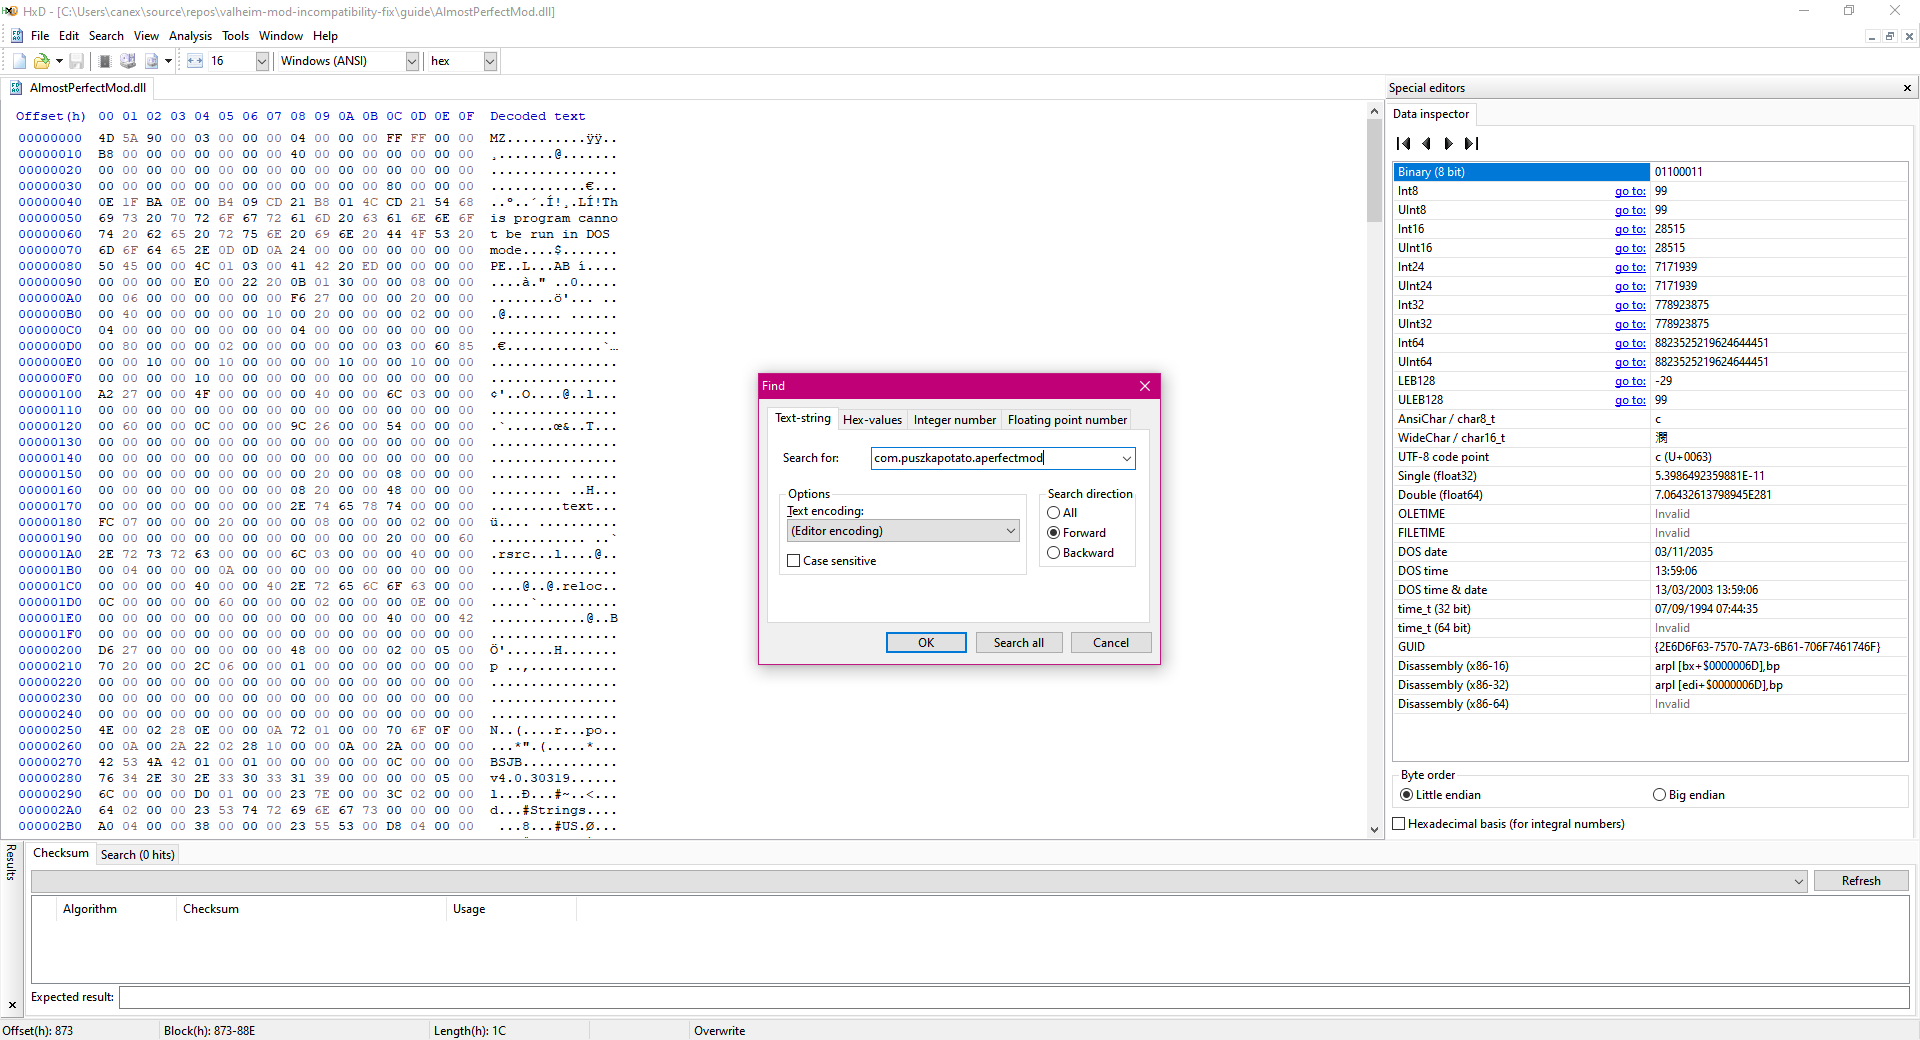 HxD - [C:\Users\canex\source\repos\valheim-mod-incompatibility-fix\guide\AlmostPerfectMod.dll]
File Edit Search View Analysis Tools Window Help
16 Windows (ANSI) hex
AlmostPerfectMod.dll
Offset(h) 00 01 02 03 04 05 06 07 08 09 0A 0B 0C 0D 0E 0F Decoded text
00000000 4D 5A 90 00 03 00 00 00 04 00 00 00 FF FF 00 00 MZ..........ÿÿ..
00000010 B8 00 00 00 00 00 00 00 40 00 00 00 00 00 00 00 ¸.......@.......
00000020 00 00 00 00 00 00 00 00 00 00 00 00 00 00 00 00 ................
00000030 00 00 00 00 00 00 00 00 00 00 00 00 80 00 00 00 ............€...
00000040 0E 1F BA 0E 00 B4 09 CD 21 B8 01 4C CD 21 54 68 ..º..´.Í!¸.LÍ!Th
00000050 69 73 20 70 72 6F 67 72 61 6D 20 63 61 6E 6E 6F is program canno
00000060 74 20 62 65 20 72 75 6E 20 69 6E 20 44 4F 53 20 t be run in DOS
00000070 6D 6F 64 65 2E 0D 0D 0A 24 00 00 00 00 00 00 00 mode....$.......
00000080 50 45 00 00 4C 01 03 00 41 42 20 ED 00 00 00 00 PE..L...AB í....
00000090 00 00 00 00 E0 00 22 20 0B 01 30 00 00 08 00 00 ....à." ..0.....
000000A0 00 06 00 00 00 00 00 00 F6 27 00 00 00 20 00 00 ........ö'... ..
000000B0 00 40 00 00 00 00 00 10 00 20 00 00 00 02 00 00 .@....... ......
000000C0 04 00 00 00 00 00 00 00 04 00 00 00 00 00 00 00 ................
000000D0 00 80 00 00 00 02 00 00 00 00 00 00 03 00 60 85 .€............`…
000000E0 00 00 10 00 00 10 00 00 00 00 10 00 00 10 00 00 ................
000000F0 00 00 00 00 10 00 00 00 00 00 00 00 00 00 00 00 ................
00000100 A2 27 00 00 4F 00 00 00 00 40 00 00 6C 03 00 00 ¢'..O....@..l...
00000110 00 00 00 00 00 00 00 00 00 00 00 00 00 00 00 00 ................
00000120 00 60 00 00 0C 00 00 00 9C 26 00 00 54 00 00 00 .`......œ&..T...
00000130 00 00 00 00 00 00 00 00 00 00 00 00 00 00 00 00 ................
00000140 00 00 00 00 00 00 00 00 00 00 00 00 00 00 00 00 ................
00000150 00 00 00 00 00 00 00 00 00 20 00 00 08 00 00 00 ......... ......
00000160 00 00 00 00 00 00 00 00 08 20 00 00 48 00 00 00 ......... ..H...
00000170 00 00 00 00 00 00 00 00 2E 74 65 78 74 00 00 00 .........text...
00000180 FC 07 00 00 00 20 00 00 00 08 00 00 00 02 00 00 ü.... ..........
00000190 00 00 00 00 00 00 00 00 00 00 00 00 20 00 00 60 ............ ..`
000001A0 2E 72 73 72 63 00 00 00 6C 03 00 00 00 40 00 00 .rsrc...l....@..
000001B0 00 04 00 00 00 0A 00 00 00 00 00 00 00 00 00 00 ................
000001C0 00 00 00 00 40 00 00 40 2E 72 65 6C 6F 63 00 00 ....@..@.reloc..
000001D0 0C 00 00 00 00 60 00 00 00 02 00 00 00 0E 00 00 .....`..........
000001E0 00 00 00 00 00 00 00 00 00 00 00 00 40 00 00 42 ............@..B
000001F0 00 00 00 00 00 00 00 00 00 00 00 00 00 00 00 00 ................
00000200 D6 27 00 00 00 00 00 00 48 00 00 00 02 00 05 00 Ö'......H.......
00000210 70 20 00 00 2C 06 00 00 01 00 00 00 00 00 00 00 p ..,...........
00000220 00 00 00 00 00 00 00 00 00 00 00 00 00 00 00 00 ................
00000230 00 00 00 00 00 00 00 00 00 00 00 00 00 00 00 00 ................
00000240 00 00 00 00 00 00 00 00 00 00 00 00 00 00 00 00 ................
00000250 4E 00 02 28 0E 00 00 0A 72 01 00 00 70 6F 0F 00 N..(....r...po..
00000260 00 0A 00 2A 22 02 28 10 00 00 0A 00 2A 00 00 00 ...*".(.....*...
00000270 42 53 4A 42 01 00 01 00 00 00 00 00 0C 00 00 00 BSJB............
00000280 76 34 2E 30 2E 33 30 33 31 39 00 00 00 00 05 00 v4.0.30319......
00000290 6C 00 00 00 D0 01 00 00 23 7E 00 00 3C 02 00 00 l...Ð...#~..<...
000002A0 64 02 00 00 23 53 74 72 69 6E 67 73 00 00 00 00 d...#Strings....
000002B0 A0 04 00 00 38 00 00 00 23 55 53 00 D8 04 00 00 ...8...#US.Ø...
Find
Text-string Hex-values Integer number Floating point number
Search for: com.puszkapotato.aperfectmod
Options
Text encoding:
(Editor encoding)
Case sensitive
Search direction
All
Forward
Backward
OK Search all Cancel
Special editors
Data inspector
Binary (8 bit) 01100011
Int8 go to: 99
UInt8 go to: 99
Int16 go to: 28515
UInt16 go to: 28515
Int24 go to: 7171939
UInt24 go to: 7171939
Int32 go to: 778923875
UInt32 go to: 778923875
Int64 go to: 8823525219624644451
UInt64 go to: 8823525219624644451
LEB128 go to: -29
ULEB128 go to: 99
AnsiChar / char8_t c
WideChar / char16_t 潣
UTF-8 code point c (U+0063)
Single (float32) 5.3986492359881E-11
Double (float64) 7.06432613798945E281
OLETIME Invalid
FILETIME Invalid
DOS date 03/11/2035
DOS time 13:59:06
DOS time & date 13/03/2003 13:59:06
time_t (32 bit) 07/09/1994 07:44:35
time_t (64 bit) Invalid
GUID {2E6D6F63-7570-7A73-6B61-706F7461746F}
Disassembly (x86-16) arpl [bx+$0000006D],bp
Disassembly (x86-32) arpl [edi+$0000006D],bp
Disassembly (x86-64) Invalid
Byte order
Little endian Big endian
Hexadecimal basis (for integral numbers)
Results
Checksum Search (0 hits)
Refresh
Algorithm Checksum Usage
Expected result:
Offset(h): 873 Block(h): 873-88E Length(h): 1C Overwrite